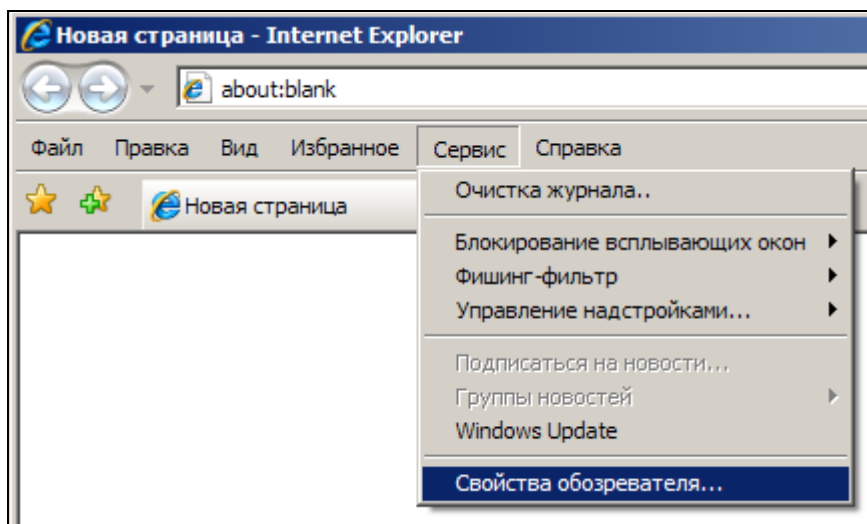 Новая страница - Internet Explorer
about:blank
Файл Правка Вид Избранное Сервис Справка
Новая страница
Очистка журнала..
Блокирование всплывающих окон
Фишинг-фильтр
Управление надстройками...
Подписаться на новости...
Группы новостей
Windows Update
Свойства обозревателя...